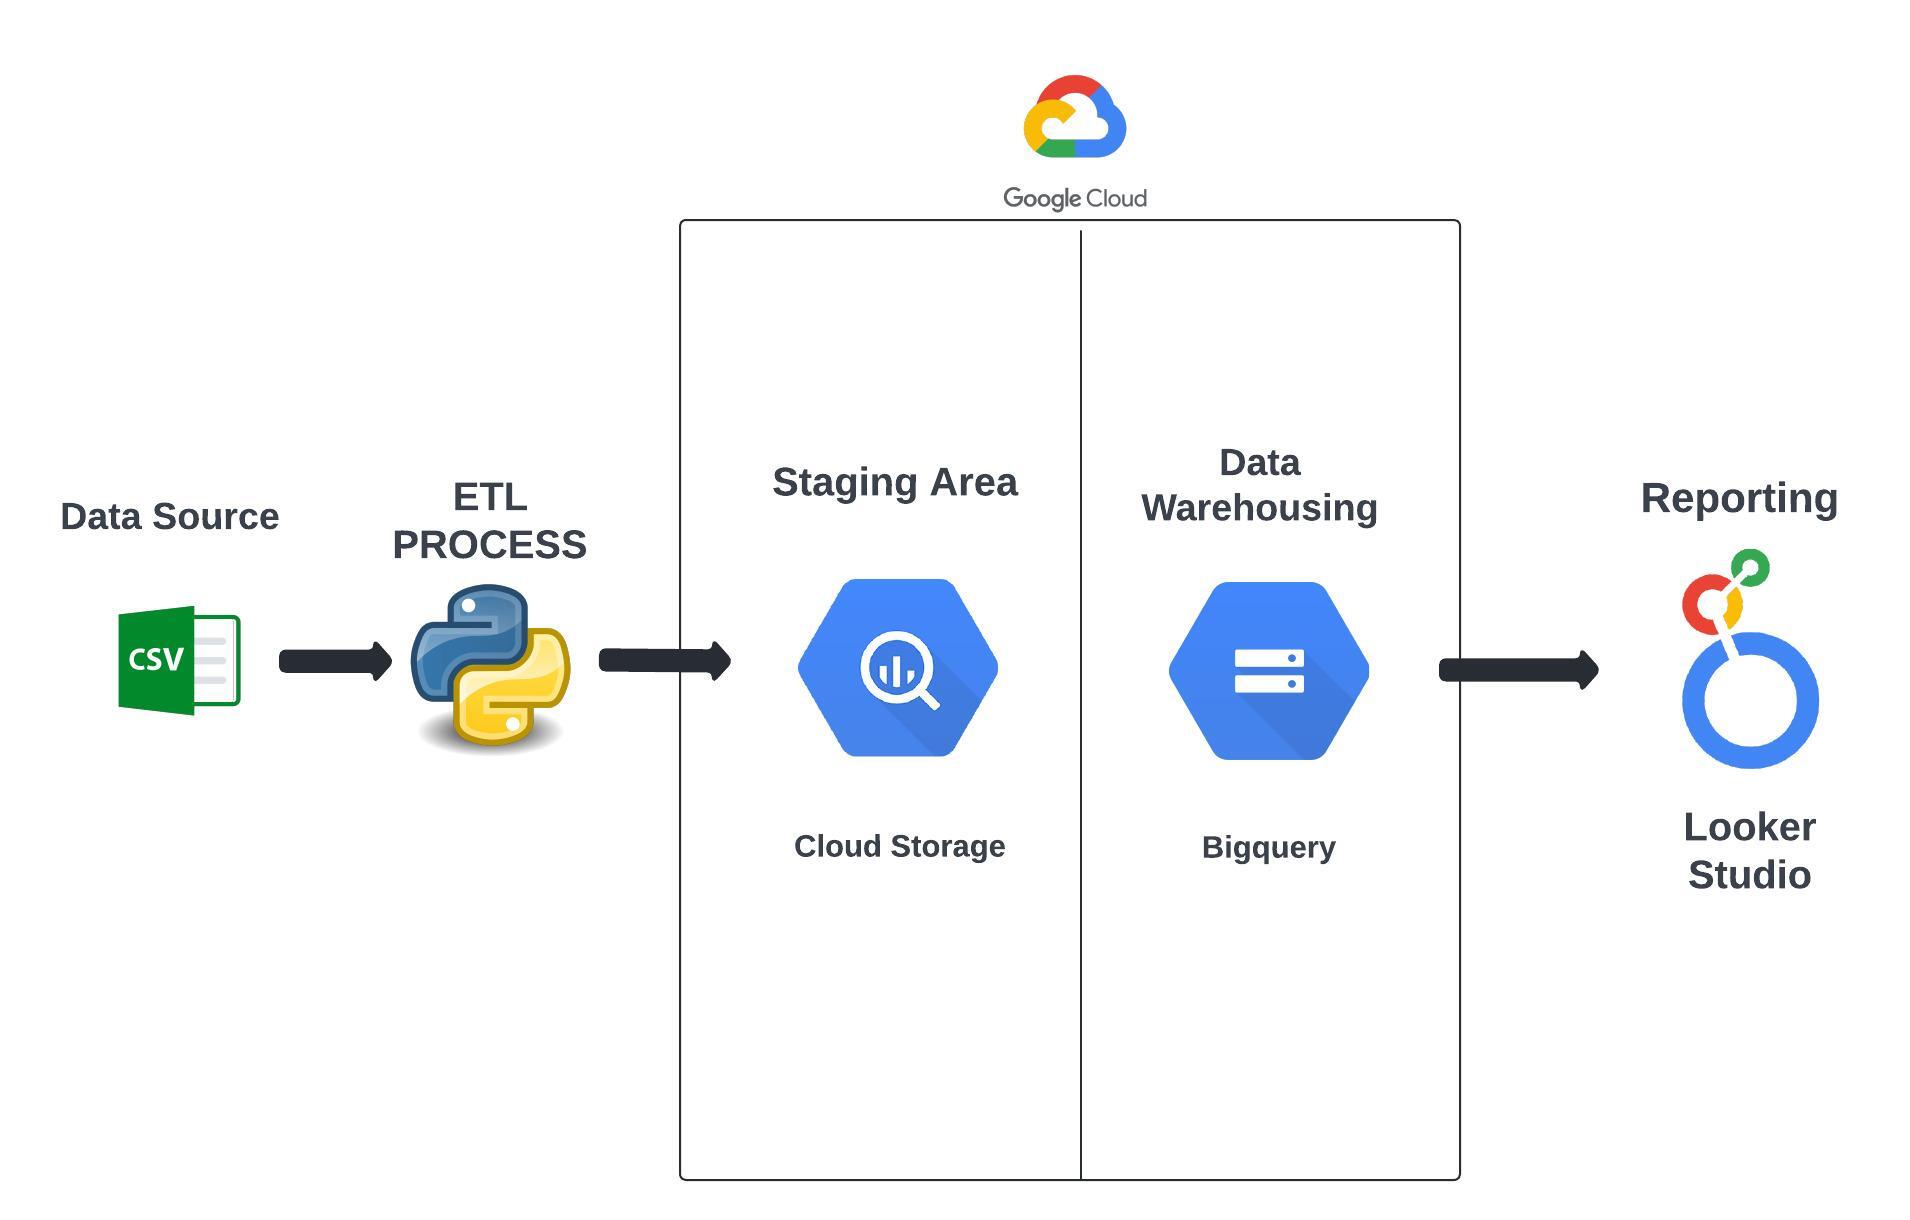 Google Cloud
Data Source
CSV
ETL
PROCESS
Staging Area
Cloud Storage
Data
Warehousing
Bigquery
Reporting
Looker
Studio